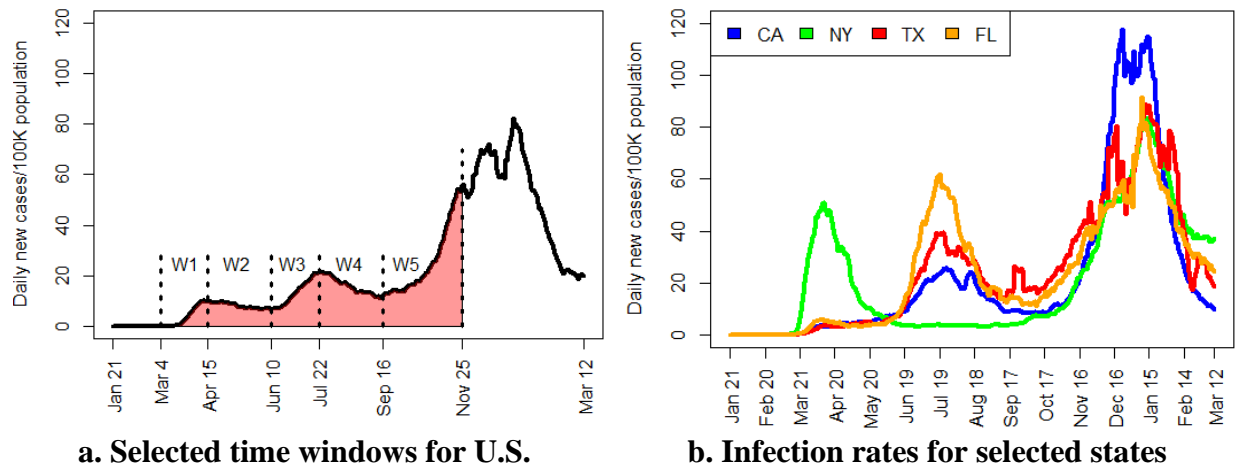 Daily new cases/100K population
120
100
80
60
40
20
0
W1 W2 W3 W4 W5
Jan 21
Mar 4
Apr 15
Jun 10
Jul 22
Sep 16
Nov 25
Mar 12
a. Selected time windows for U.S.
CA NY TX FL
Daily new cases/100K population
120
100
80
60
40
20
0
Jan 21
Feb 20
Mar 21
Apr 20
May 20
Jun 19
Jul 19
Aug 18
Sep 17
Oct 17
Nov 16
Dec 16
Jan 15
Feb 14
Mar 12
b. Infection rates for selected states